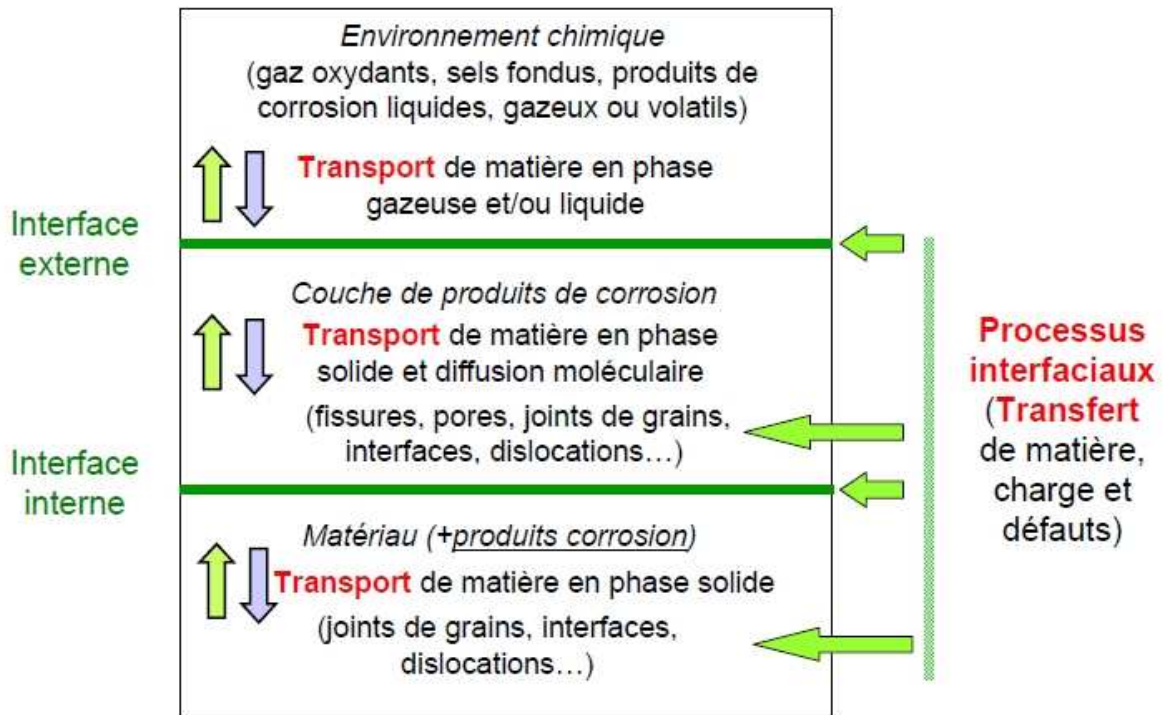 Environnement chimique
(gaz oxydants, sels fondus, produits de
corrosion liquides, gazeux ou volatils)
Transport de matière en phase
gazeuse et/ou liquide
Interface
externe
Couche de produits de corrosion
Transport de matière en phase
solide et diffusion moléculaire
(fissures, pores, joints de grains,
interfaces, dislocations…)
Interface
interne
Matériau (+produits corrosion)
Transport de matière en phase solide
(joints de grains, interfaces,
dislocations…)
Processus
interfaciaux
(Transfert
de matière,
charge et
défauts)